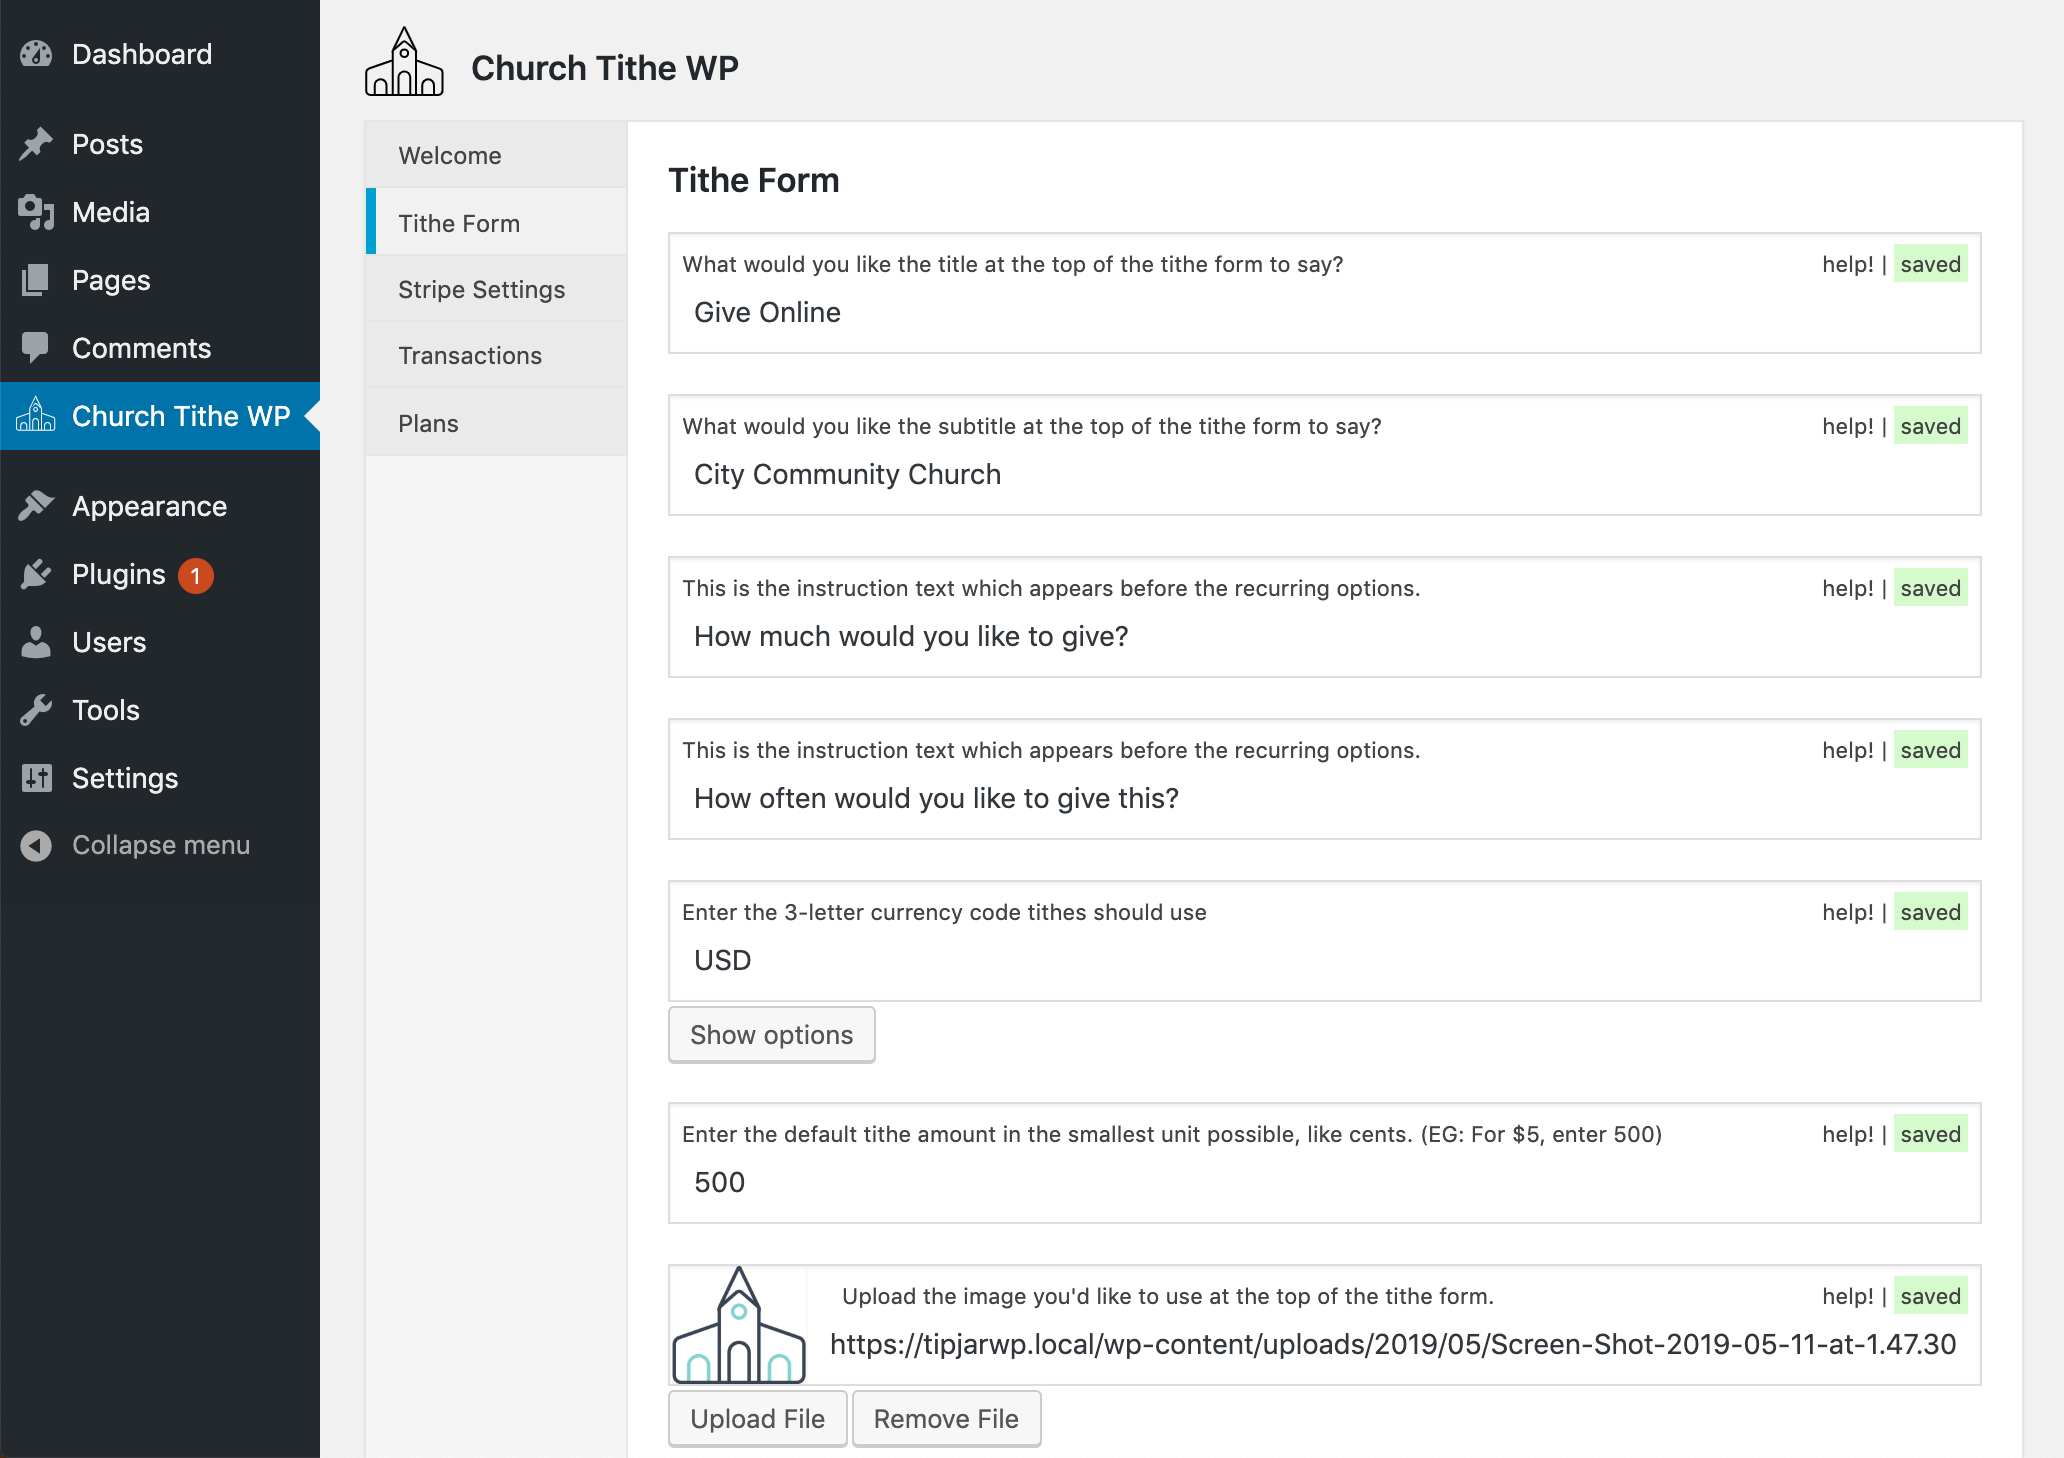 Dashboard
Posts
Media
Pages
Comments
Church Tithe WP
Appearance
Plugins 1
Users
Tools
Settings
Collapse menu
Church Tithe WP
Welcome
Tithe Form
Stripe Settings
Transactions
Plans
Tithe Form
What would you like the title at the top of the tithe form to say? help! | saved
Give Online
What would you like the subtitle at the top of the tithe form to say? help! | saved
City Community Church
This is the instruction text which appears before the recurring options. help! | saved
How much would you like to give?
This is the instruction text which appears before the recurring options. help! | saved
How often would you like to give this?
Enter the 3-letter currency code tithes should use help! | saved
USD
Show options
Enter the default tithe amount in the smallest unit possible, like cents. (EG: For $5, enter 500) help! | saved
500
Upload the image you'd like to use at the top of the tithe form. help! | saved
https://tipjarwp.local/wp-content/uploads/2019/05/Screen-Shot-2019-05-11-at-1.47.30
Upload File Remove File